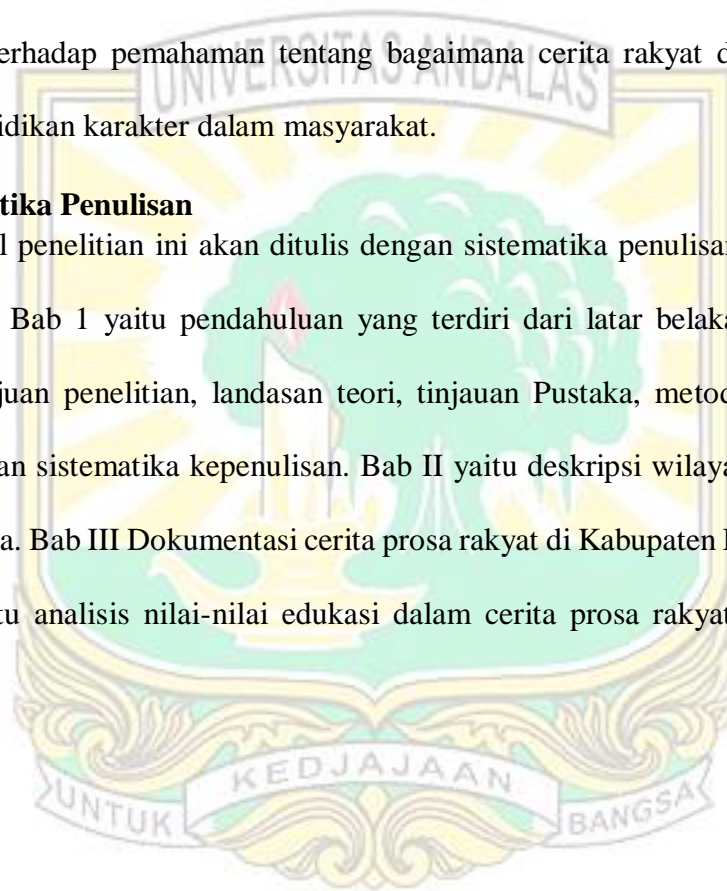 erhadap pemahaman tentang bagaimana cerita rakyat d
UNIVERSITAS ANDALAS
idikan karakter dalam masyarakat.
tika Penulisan
l penelitian ini akan ditulis dengan sistematika penulisan
Bab 1 yaitu pendahuluan yang terdiri dari latar belaka
juan penelitian, landasan teori, tinjauan Pustaka, metod
an sistematika kepenulisan. Bab II yaitu deskripsi wilaya
a. Bab III Dokumentasi cerita prosa rakyat di Kabupaten
tu analisis nilai-nilai edukasi dalam cerita prosa rakyat
UNTUK KEDJAJAAN BANGSA